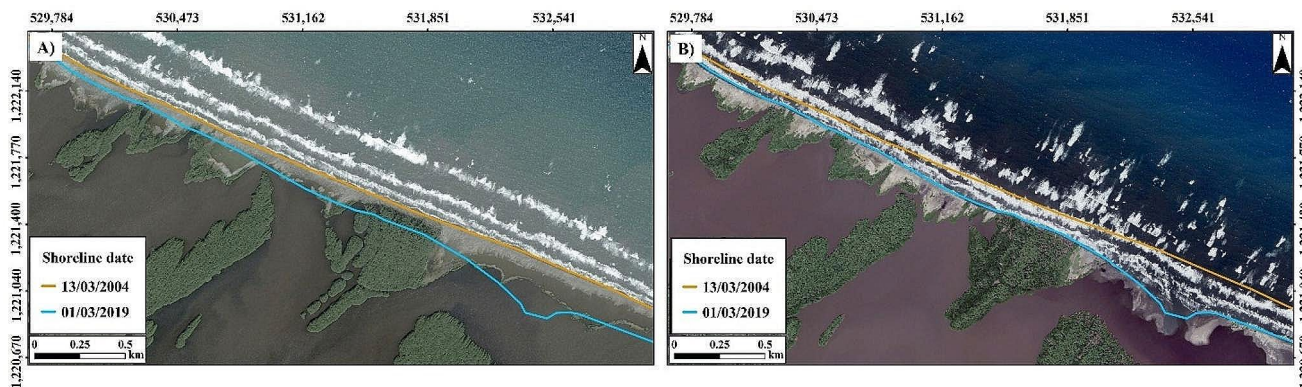 529,784 530,473 531,162 531,851 532,541
529,784 530,473 531,162 531,851 532,541
A)
N
B)
N
1,222,140
1,221,770
1,221,400
1,221,040
1,220,670
Shoreline date
13/03/2004
01/03/2019
0 0.25 0.5
km
Shoreline date
13/03/2004
01/03/2019
0 0.25 0.5
km